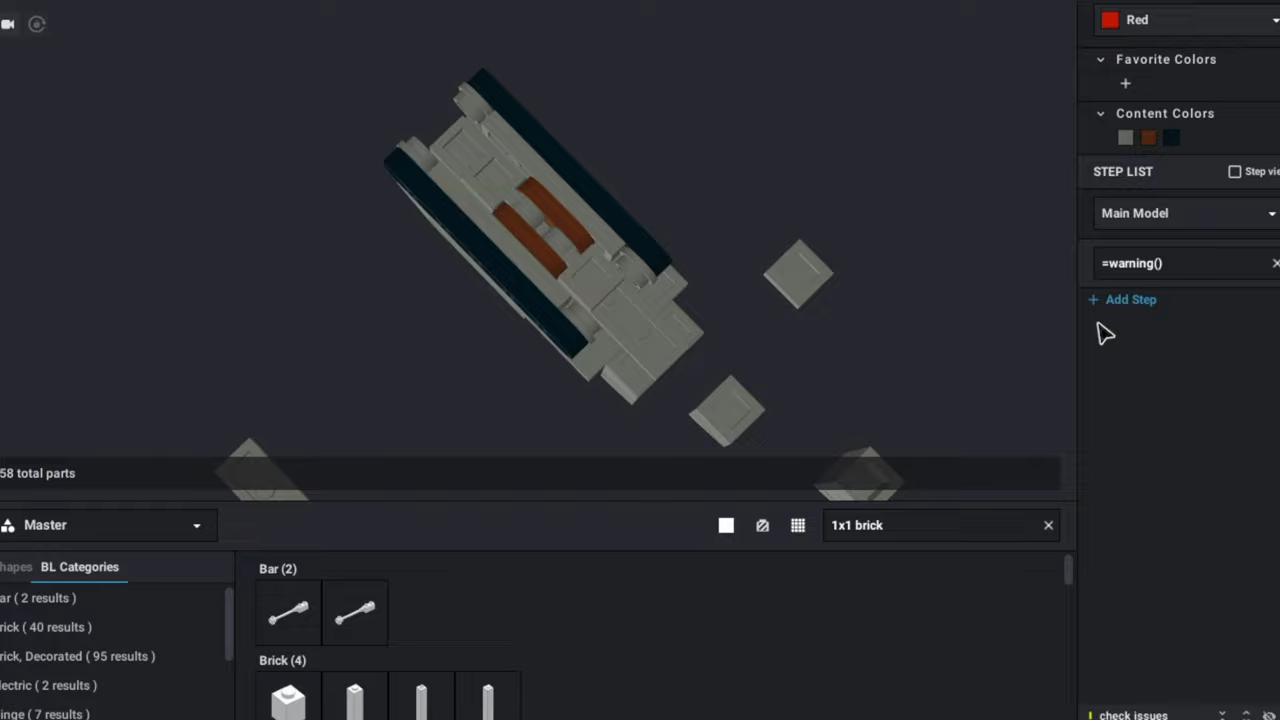 Red
Favorite Colors
+
Content Colors
STEP LIST
Step vie
Main Model
=warning()
+ Add Step
58 total parts
Master
1x1 brick
hapes
BL Categories
Bar (2)
ar ( 2 results )
rick ( 40 results )
rick, Decorated ( 95 results )
Brick (4)
lectric ( 2 results )
inge ( 7 results )
check issues